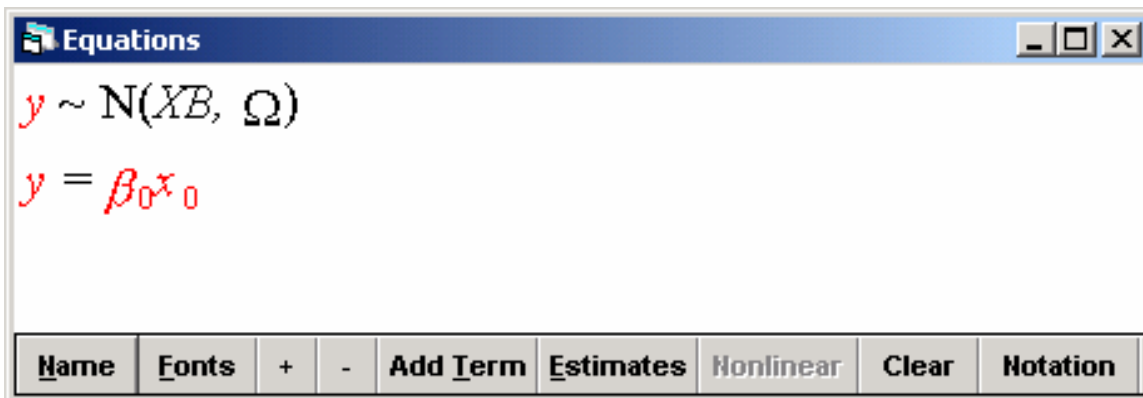 Equations
y ~ N(XB, Ω)
y = β₀x₀
Name Fonts + - Add Term Estimates Nonlinear Clear Notation